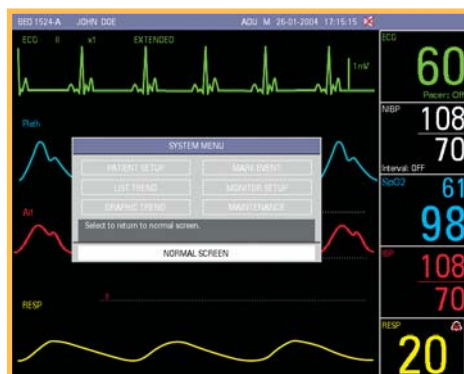 BED 1524-A JOHN DOE ADU M 26-01-2004 17:15:15
ECG II x1 EXTENDED
1mV
Pleth
SYSTEM MENU
PATIENT SETUP MARK EVENT
LIST TREND MONITOR SETUP
GRAPHIC TREND MAINTENANCE
Select to return to normal screen.
NORMAL SCREEN
Art
RESP
ECG
60
Pacer: Off
NIBP
108
70
Interval: OFF
SpO2
61
98
IBP
108
70
RESP
20